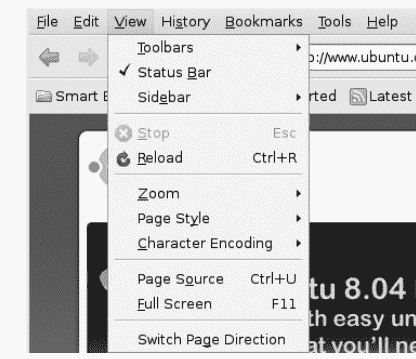 File Edit View History Bookmarks Tools Help
Toolbars
://www.ubuntu.
Status Bar
Smart
Sidebar
rted Latest
Stop Esc
Reload Ctrl+R
Zoom
Page Style
Character Encoding
Page Source Ctrl+U
tu 8.04
Full Screen F11
th easy un
Switch Page Direction
at you'll ne